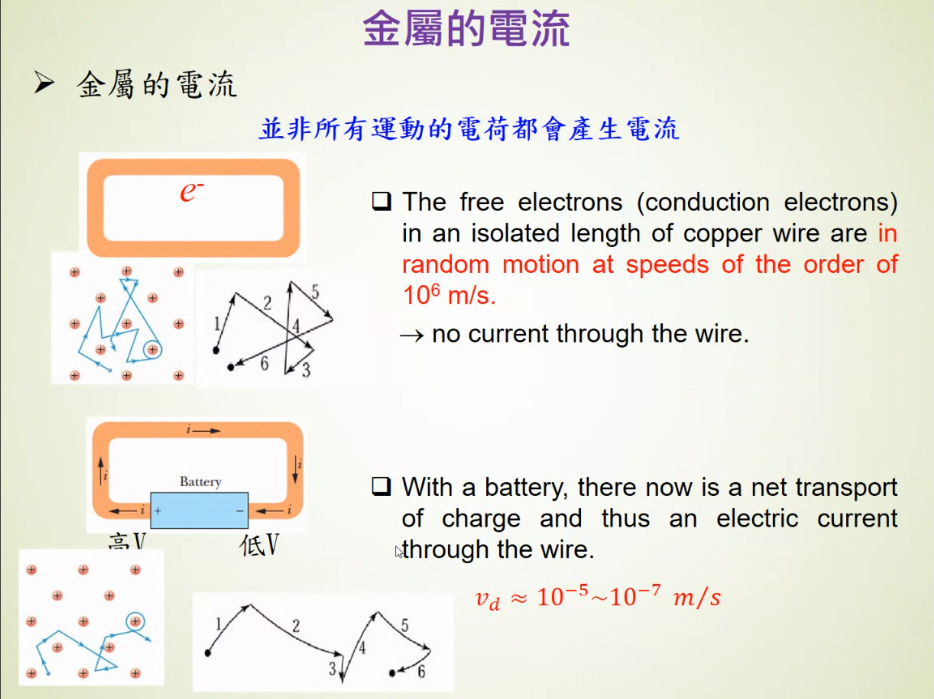 金屬的電流
➢ 金屬的電流
並非所有運動的電荷都會產生電流
e⁻
❑ The free electrons (conduction electrons)
in an isolated length of copper wire are in
random motion at speeds of the order of
10⁶ m/s.
→ no current through the wire.
1
2
3
4
5
6
i
i
i
Battery
i
+
−
i
高V
低V
❑ With a battery, there now is a net transport
of charge and thus an electric current
through the wire.
v_d ≈ 10⁻⁵~10⁻⁷ m/s
1
2
3
4
5
6